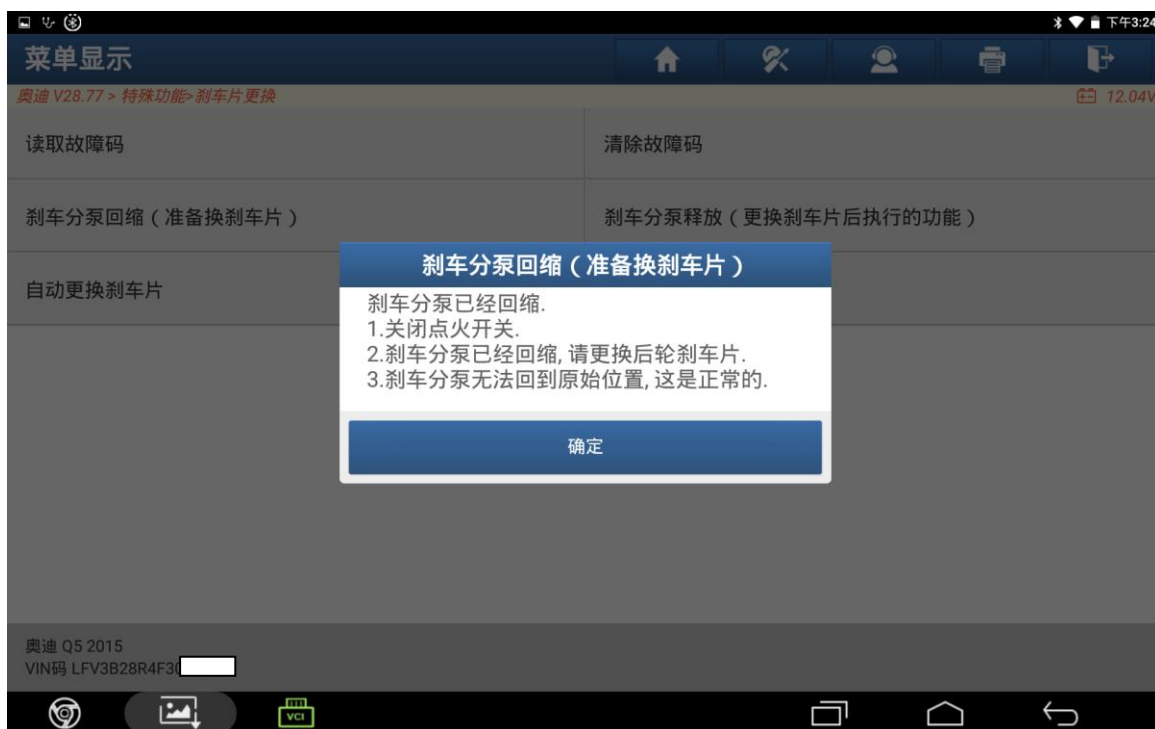 下午3:24
菜单显示
奥迪 V28.77 > 特殊功能>刹车片更换
12.04V
读取故障码
清除故障码
刹车分泵回缩（准备换刹车片）
刹车分泵释放（更换刹车片后执行的功能）
自动更换刹车片
刹车分泵回缩（准备换刹车片）
刹车分泵已经回缩.
1.关闭点火开关.
2.刹车分泵已经回缩, 请更换后轮刹车片.
3.刹车分泵无法回到原始位置, 这是正常的.
确定
奥迪 Q5 2015
VIN码 LFV3B28R4F30
VCI